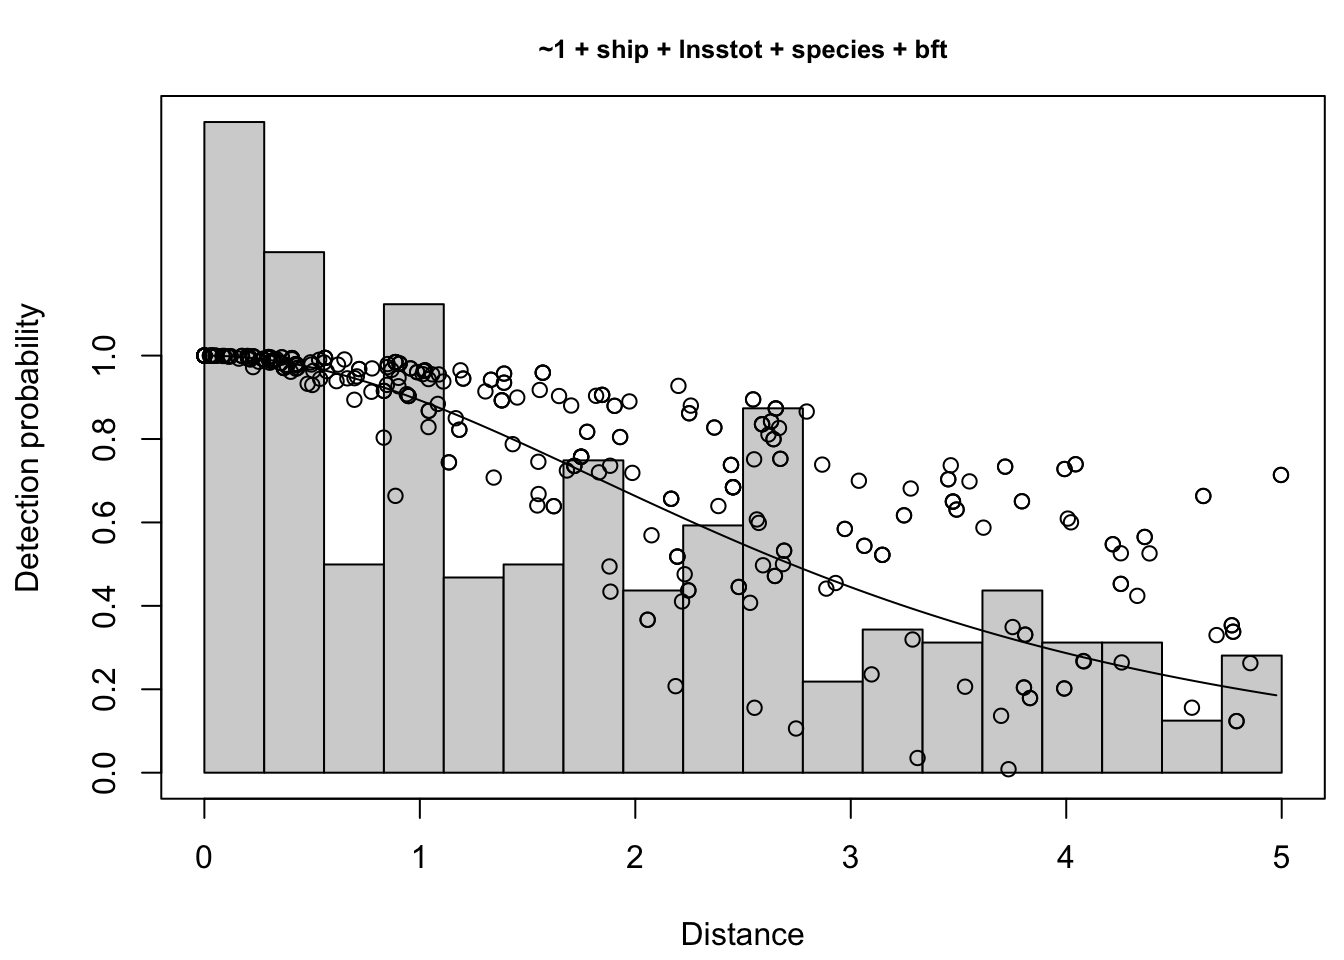 ~1 + ship + lnsstot + species + bft
Detection probability
1.0
0.8
0.6
0.4
0.2
0.0
0 1 2 3 4 5
Distance